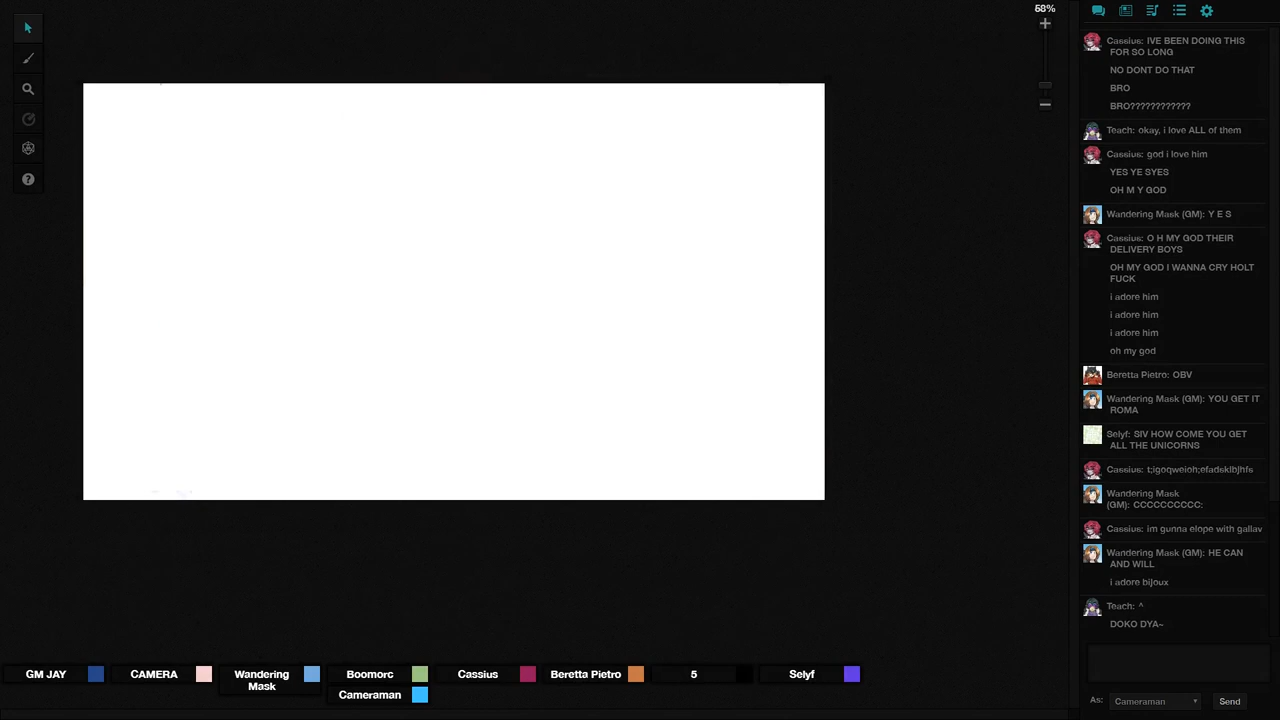 58%
Cassius: IVE BEEN DOING THIS
FOR SO LONG
NO DONT DO THAT
BRO
BRO????????????
Teach: okay, i love ALL of them
Cassius: god i love him
YES YE SYES
OH M Y GOD
Wandering Mask (GM): Y E S
Cassius: O H MY GOD THEIR
DELIVERY BOYS
OH MY GOD I WANNA CRY HOLT
FUCK
i adore him
i adore him
i adore him
oh my god
Beretta Pietro: OBV
Wandering Mask (GM): YOU GET IT
ROMA
Selyf: SIV HOW COME YOU GET
ALL THE UNICORNS
Cassius: t;igoqweioh;efadsklbjhfs
Wandering Mask
(GM): CCCCCCCCCC:
Cassius: im gunna elope with gallav
Wandering Mask (GM): HE CAN
AND WILL
i adore bijoux
Teach: ^
DOKO DYA~
GM JAY
CAMERA
Wandering
Mask
Boomorc
Cameraman
Cassius
Beretta Pietro
5
Selyf
As:
Cameraman
Send